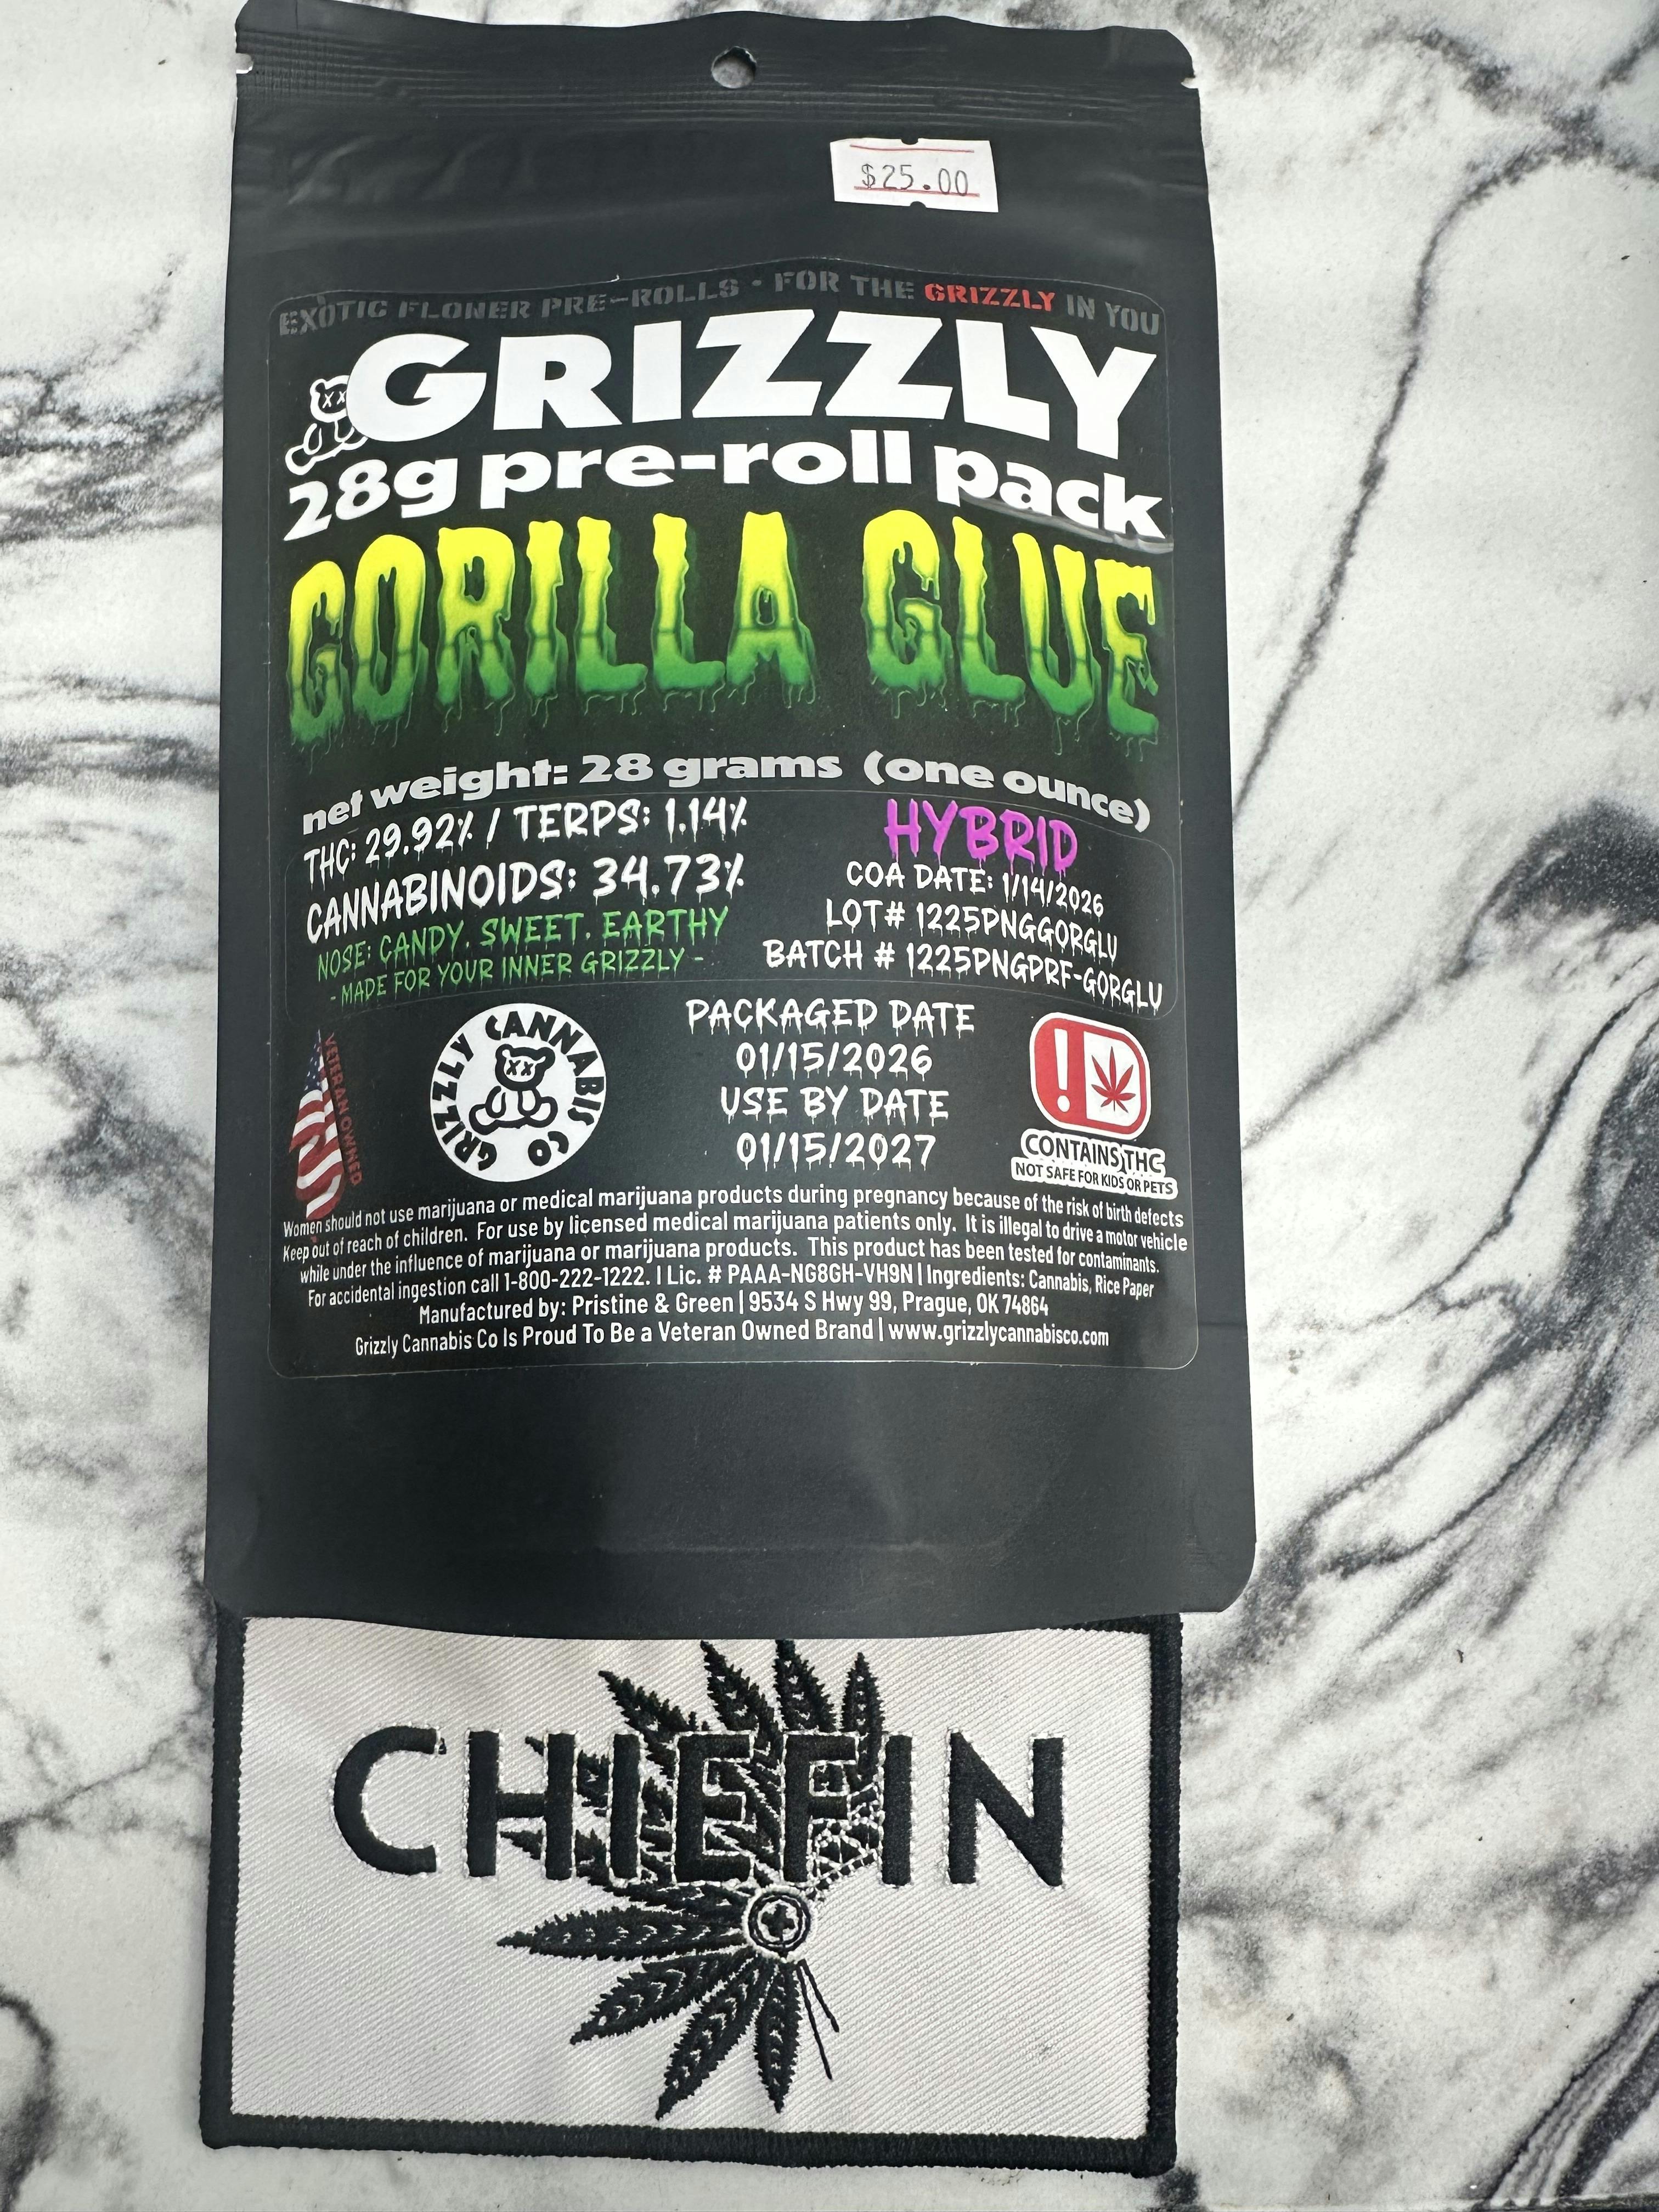 $25.00
EXOTIC FLOWER PRE-ROLLS · FOR THE GRIZZLY IN YOU
GRIZZLY
28g pre-roll pack
GORILLA GLUE
net weight: 28 grams (one ounce)
THC: 29.92% / TERPS: 1.14%
CANNABINOIDS: 34.73%
NOSE: CANDY. SWEET. EARTHY
- MADE FOR YOUR INNER GRIZZLY -
HYBRID
COA DATE: 1/14/2026
LOT# 1225PNGGORGLU
BATCH # 1225PNGPRF-GORGLU
VETERAN OWNED
GRIZZLY CANNABIS CO
PACKAGED DATE
01/15/2026
USE BY DATE
01/15/2027
!
CONTAINS THC
NOT SAFE FOR KIDS OR PETS
Women should not use marijuana or medical marijuana products during pregnancy because of the risk of birth defects
Keep out of reach of children. For use by licensed medical marijuana patients only. It is illegal to drive a motor vehicle
while under the influence of marijuana or marijuana products. This product has been tested for contaminants.
For accidental ingestion call 1-800-222-1222. | Lic. # PAAA-NG8GH-VH9N | Ingredients: Cannabis, Rice Paper
Manufactured by: Pristine & Green | 9534 S Hwy 99, Prague, OK 74864
Grizzly Cannabis Co Is Proud To Be a Veteran Owned Brand | www.grizzlycannabisco.com
CHIEFIN